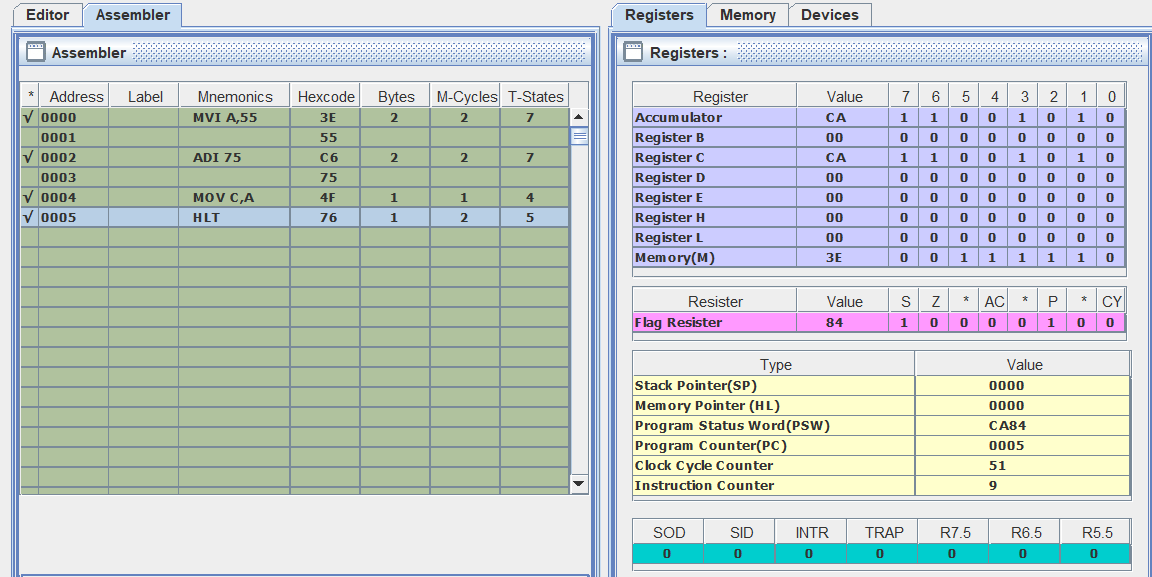 Editor Assembler
Assembler
* Address Label Mnemonics Hexcode Bytes M-Cycles T-States
√ 0000 MVI A,55 3E 2 2 7
0001 55
√ 0002 ADI 75 C6 2 2 7
0003 75
√ 0004 MOV C,A 4F 1 1 4
√ 0005 HLT 76 1 2 5
Registers Memory Devices
Registers :
Register Value 7 6 5 4 3 2 1 0
Accumulator CA 1 1 0 0 1 0 1 0
Register B 00 0 0 0 0 0 0 0 0
Register C CA 1 1 0 0 1 0 1 0
Register D 00 0 0 0 0 0 0 0 0
Register E 00 0 0 0 0 0 0 0 0
Register H 00 0 0 0 0 0 0 0 0
Register L 00 0 0 0 0 0 0 0 0
Memory(M) 3E 0 0 1 1 1 1 1 0
Resister Value S Z * AC * P * CY
Flag Resister 84 1 0 0 0 0 1 0 0
Type Value
Stack Pointer(SP) 0000
Memory Pointer (HL) 0000
Program Status Word(PSW) CA84
Program Counter(PC) 0005
Clock Cycle Counter 51
Instruction Counter 9
SOD SID INTR TRAP R7.5 R6.5 R5.5
0 0 0 0 0 0 0